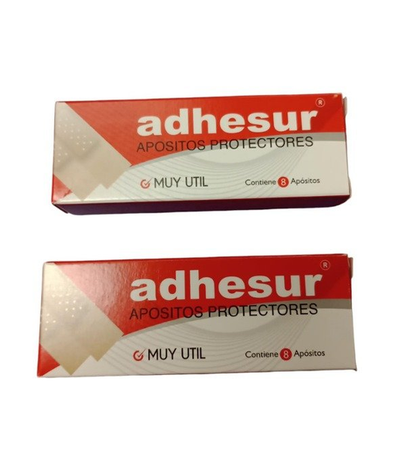 adhesur®
APOSITOS PROTECTORES
MUY UTIL
Contiene 8 Apósitos
adhesur®
APOSITOS PROTECTORES
MUY UTIL
Contiene 8 Apósitos